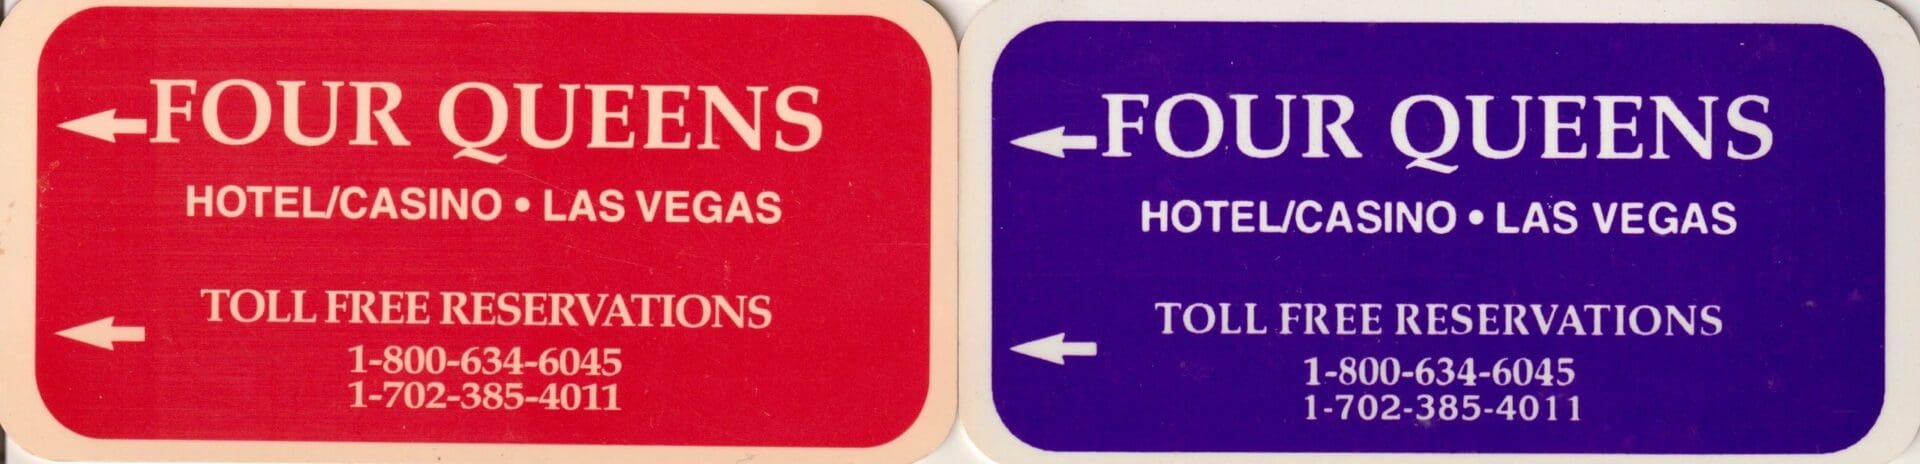 FOUR QUEENS
HOTEL/CASINO • LAS VEGAS
TOLL FREE RESERVATIONS
1-800-634-6045
1-702-385-4011
FOUR QUEENS
HOTEL/CASINO • LAS VEGAS
TOLL FREE RESERVATIONS
1-800-634-6045
1-702-385-4011